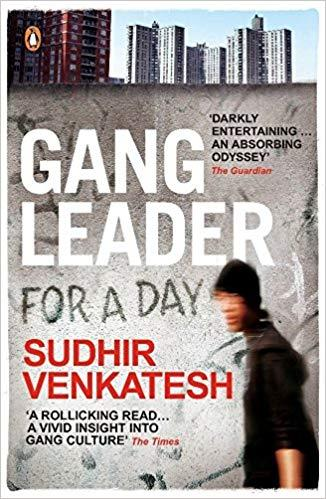 'DARKLY
ENTERTAINING ...
AN ABSORBING
ODYSSEY'
The Guardian
GANG
LEADER
FOR A DAY
SUDHIR
VENKATESH
'A ROLLICKING READ...
A VIVID INSIGHT INTO
GANG CULTURE' The Times